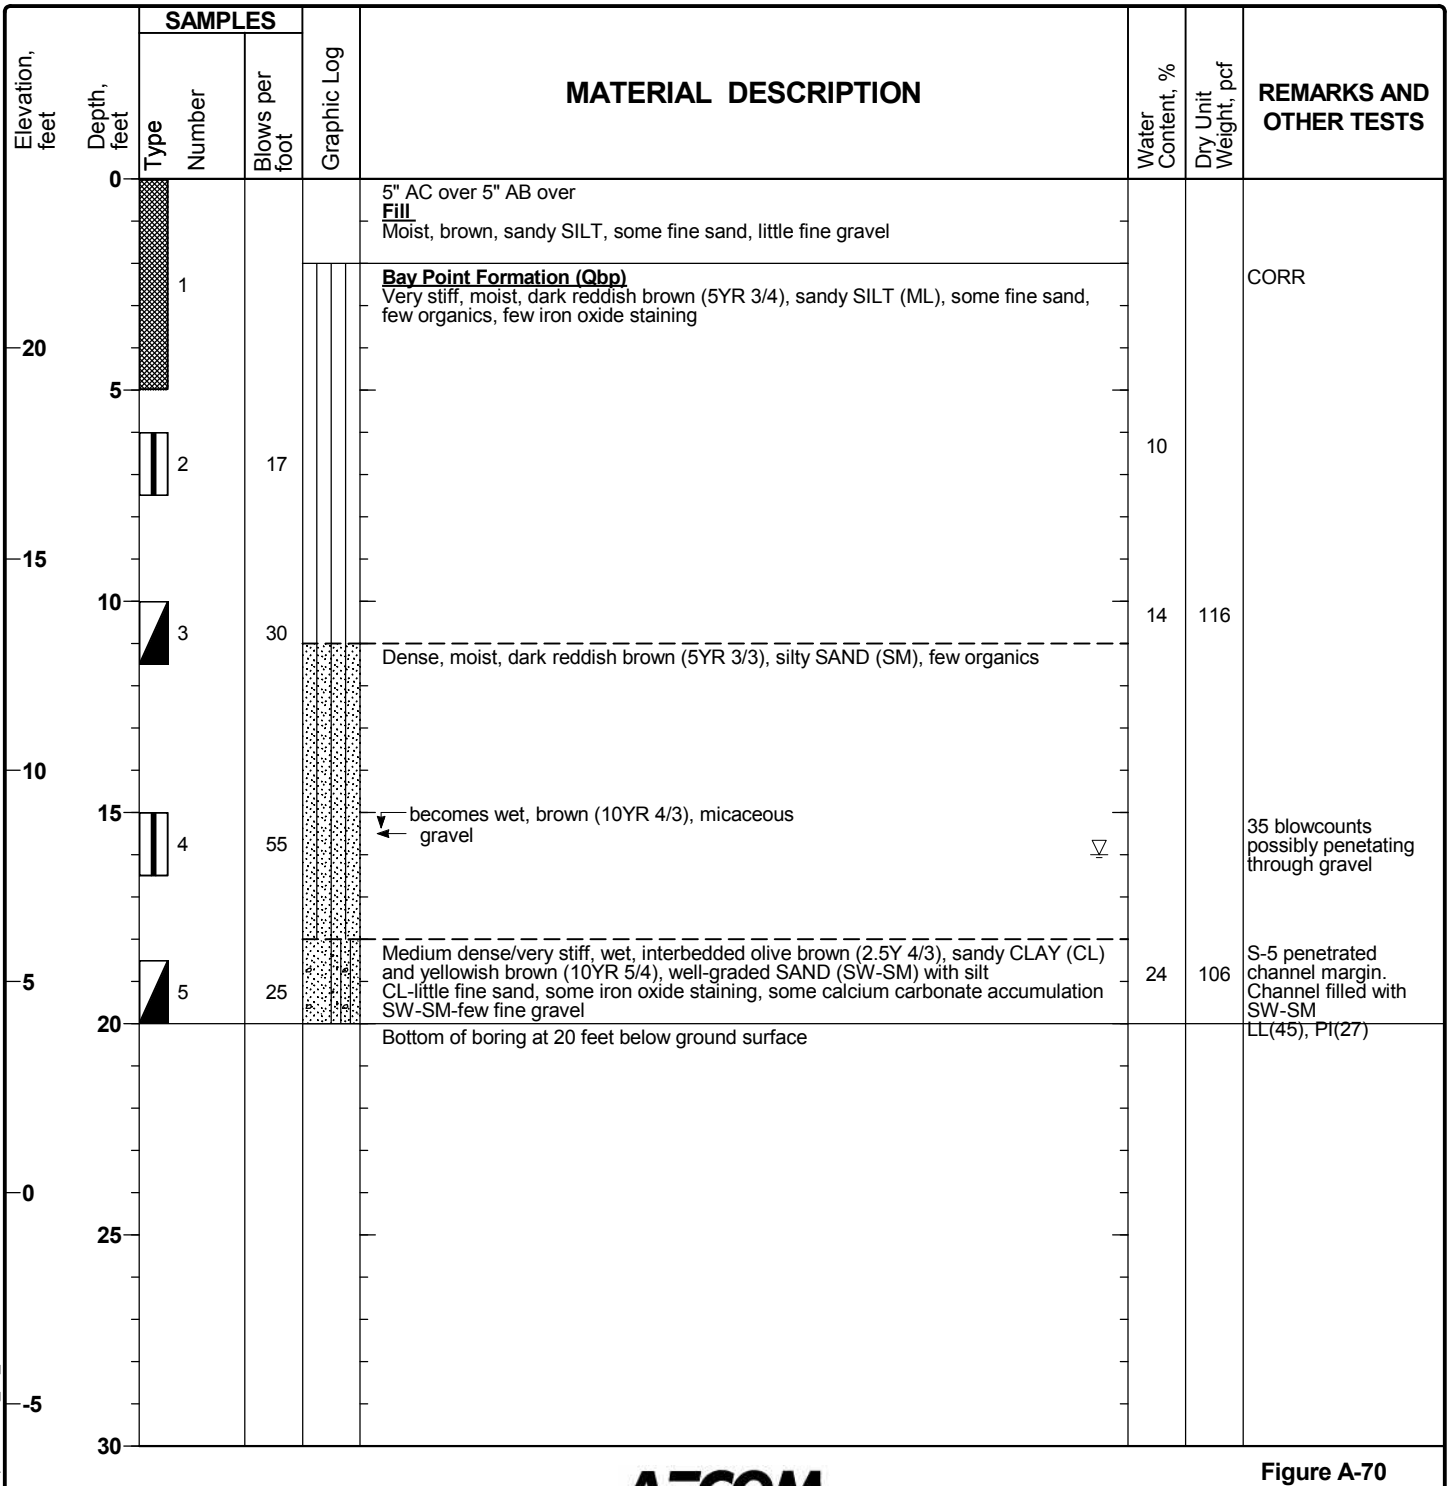 SAMPLES
Elevation,
feet
Depth,
feet
Type
Number
Blows per
foot
Graphic Log
MATERIAL DESCRIPTION
Water
Content, %
Dry Unit
Weight, pcf
REMARKS AND
OTHER TESTS
0
5" AC over 5" AB over
Fill
Moist, brown, sandy SILT, some fine sand, little fine gravel
1
Bay Point Formation (Qbp)
CORR
Very stiff, moist, dark reddish brown (5YR 3/4), sandy SILT (ML), some fine sand,
few organics, few iron oxide staining
20
5
2 17 10
15
10
3 30 14 116
Dense, moist, dark reddish brown (5YR 3/3), silty SAND (SM), few organics
10
15
becomes wet, brown (10YR 4/3), micaceous
gravel
4 55
35 blowcounts
possibly penetating
through gravel
Medium dense/very stiff, wet, interbedded olive brown (2.5Y 4/3), sandy CLAY (CL)
and yellowish brown (10YR 5/4), well-graded SAND (SW-SM) with silt
CL-little fine sand, some iron oxide staining, some calcium carbonate accumulation
SW-SM-few fine gravel
5
5 25 24 106
S-5 penetrated
channel margin.
Channel filled with
SW-SM
LL(45), PI(27)
20
Bottom of boring at 20 feet below ground surface
0
25
-5
30
AECOM
Figure A-70